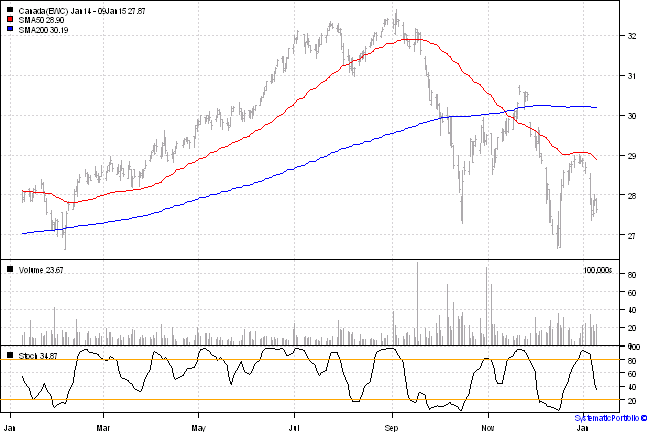 Canada(EWC) Jan14 - 09Jan15 27.87
SMA50 28.90
SMA200 30.19
32
31
30
29
28
27
Volume 23.67
100,000s
80
60
40
20
0
Stoch 34.87
100
80
60
40
20
Jan Mar May Jul Sep Nov Jan
SystematicPortfolio ©